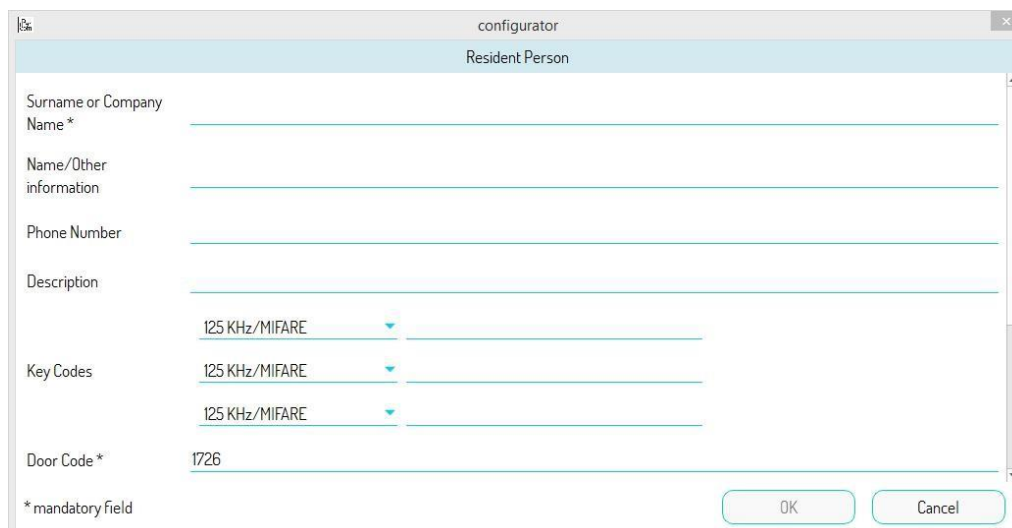 configurator
Resident Person
Surname or Company
Name *
Name/Other
information
Phone Number
Description
125 KHz/MIFARE
Key Codes 125 KHz/MIFARE
125 KHz/MIFARE
Door Code * 1726
* mandatory field OK Cancel